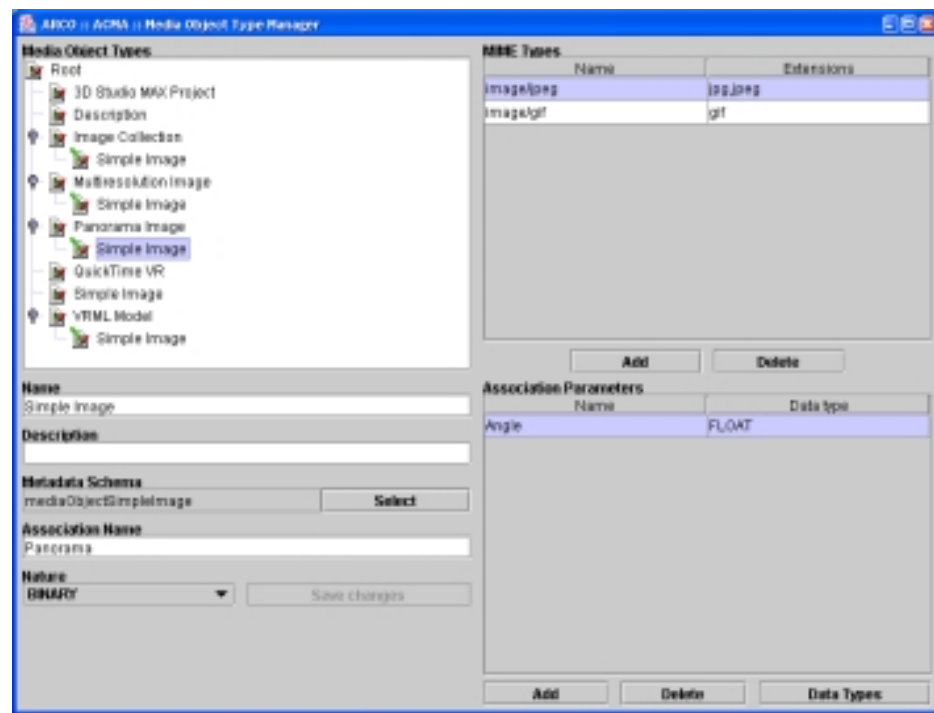 ARCO :: ACMA :: Media Object Type Manager
Media Object Types
Root
3D Studio MAX Project
Description
Image Collection
Simple Image
Multiresolution Image
Simple Image
Panorama Image
Simple Image
QuickTime VR
Simple Image
VRML Model
Simple Image
Name
Simple Image
Description
Metadata Schema
mediaObjectSimpleImage Select
Association Name
Panorama
Nature
BINARY Save changes
MIME Types
Name Extensions
image/jpeg jpg,jpeg
image/gif gif
Add Delete
Association Parameters
Name Data type
Angle FLOAT
Add Delete Data Types